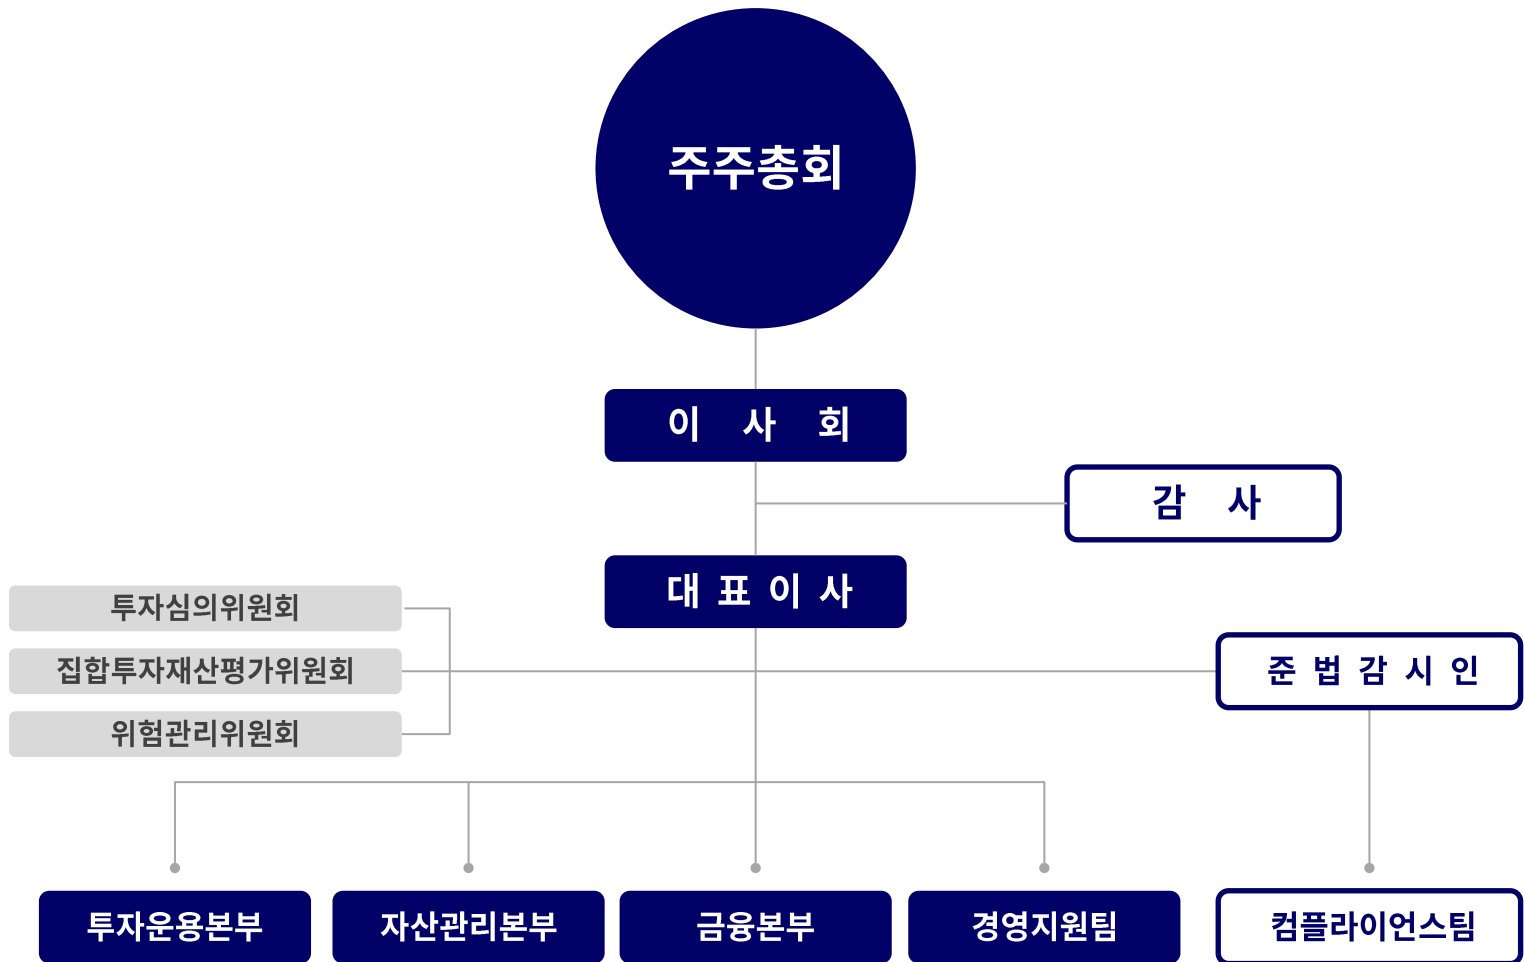 주주총회
이 사 회
감 사
대 표 이 사
투자심의위원회
집합투자재산평가위원회
위험관리위원회
준 법 감 시 인
투자운용본부
자산관리본부
금융본부
경영지원팀
컴플라이언스팀